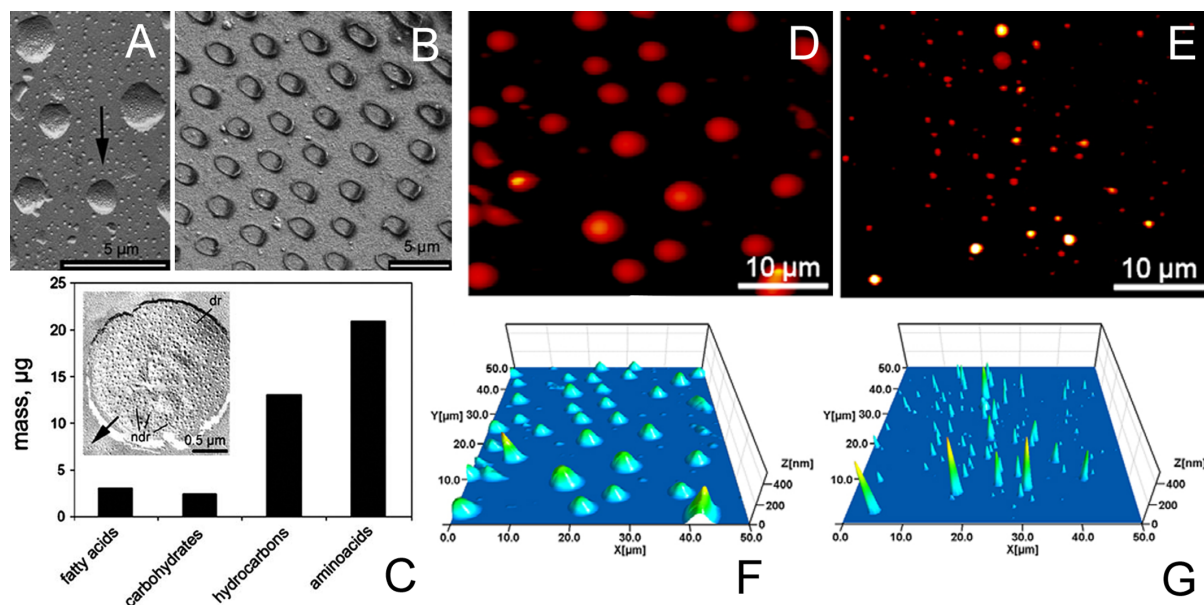 A
5 µm
B
5 µm
D
10 µm
E
10 µm
25
20
15
10
5
0
mass, µg
dr
ndr
0.5 µm
fatty acids
carbohydrates
hydrocarbons
aminoacids
C
50.0
40.0
Y[µm]
30.0
20.0
10.0
0.0
10.0
20.0
30.0
40.0
50.0
X[µm]
Z[nm]
400
200
0
F
50.0
40.0
Y[µm]
30.0
20.0
10.0
0.0
10.0
20.0
30.0
40.0
50.0
X[µm]
Z[nm]
400
200
0
G